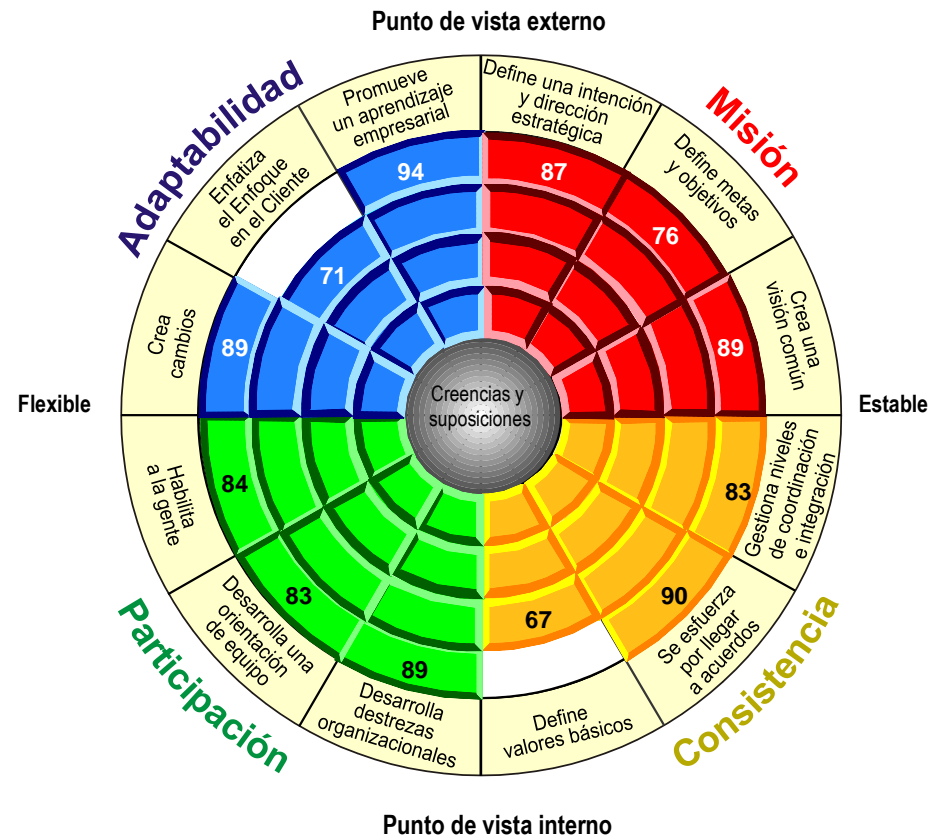 Punto de vista externo
Adaptabilidad
Misión
Promueve
un aprendizaje
empresarial
Define una intención
y dirección
estratégica
Enfatiza
el Enfoque
en el Cliente
Define metas
y objetivos
Crea
cambios
Crea una
visión común
94
87
71
76
89
89
Flexible
Creencias y
suposiciones
Estable
Habilita
a la gente
84
83
Gestiona niveles
de coordinación
e integración
83
90
67
89
Desarrolla una
orientación
de equipo
Se esfuerza
por llegar
a acuerdos
Desarrolla
destrezas
organizacionales
Define
valores básicos
Participación
Consistencia
Punto de vista interno